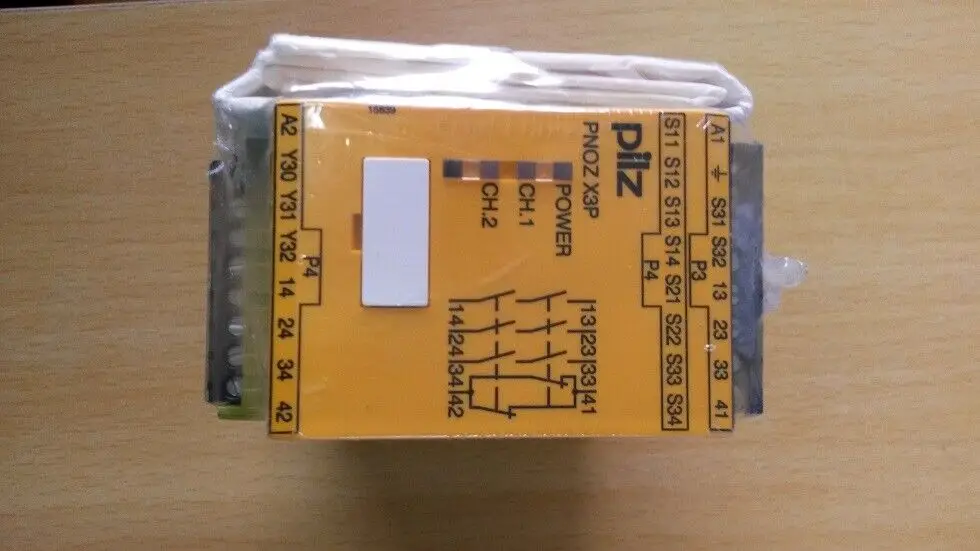 A1 ⏚ S31 S32 13 23 33 41
P3
S11 S12 S13 S14 S21 S22 S33 S34
P4
pilz
PNOZ X3P
POWER
CH.1
CH.2
13 23 33 41
14 24 34 42
P4
A2 Y30 Y31 Y32 14 24 34 42